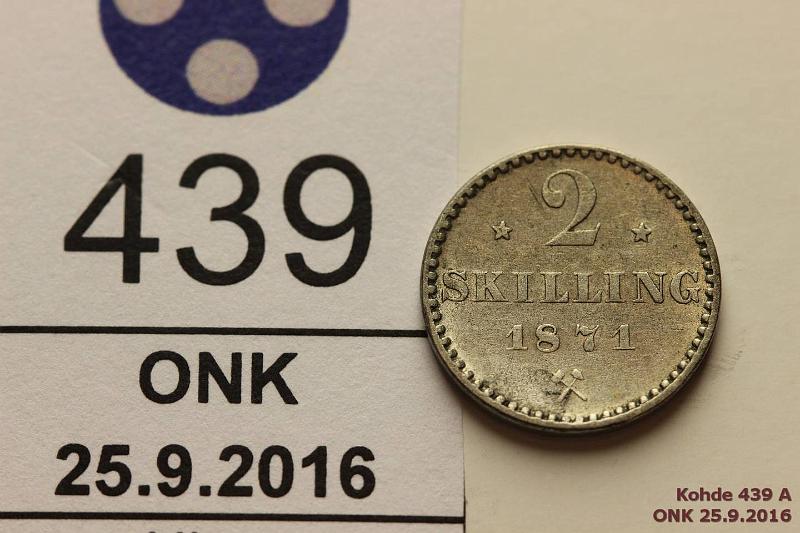 439
ONK
25.9.2016
2
SKILLING
1871
Kohde 439 A
ONK 25.9.2016